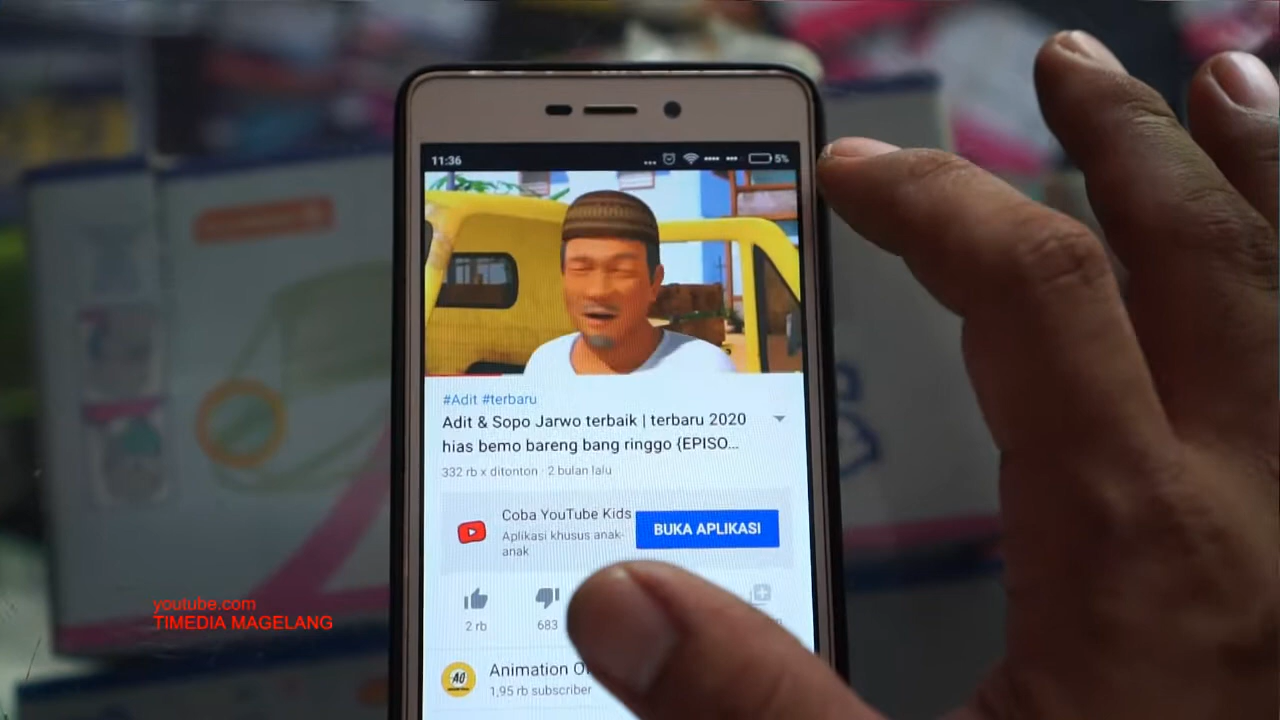 11:36
5%
#Adit #terbaru
Adit & Sopo Jarwo terbaik | terbaru 2020
hias bemo bareng bang ringgo {EPISO...
332 rb x ditonton · 2 bulan lalu
Coba YouTube Kids
Aplikasi khusus anak-
anak
BUKA APLIKASI
2 rb
683
AO
Animation
1,95 rb subscriber
youtube.com
TIMEDIA MAGELANG